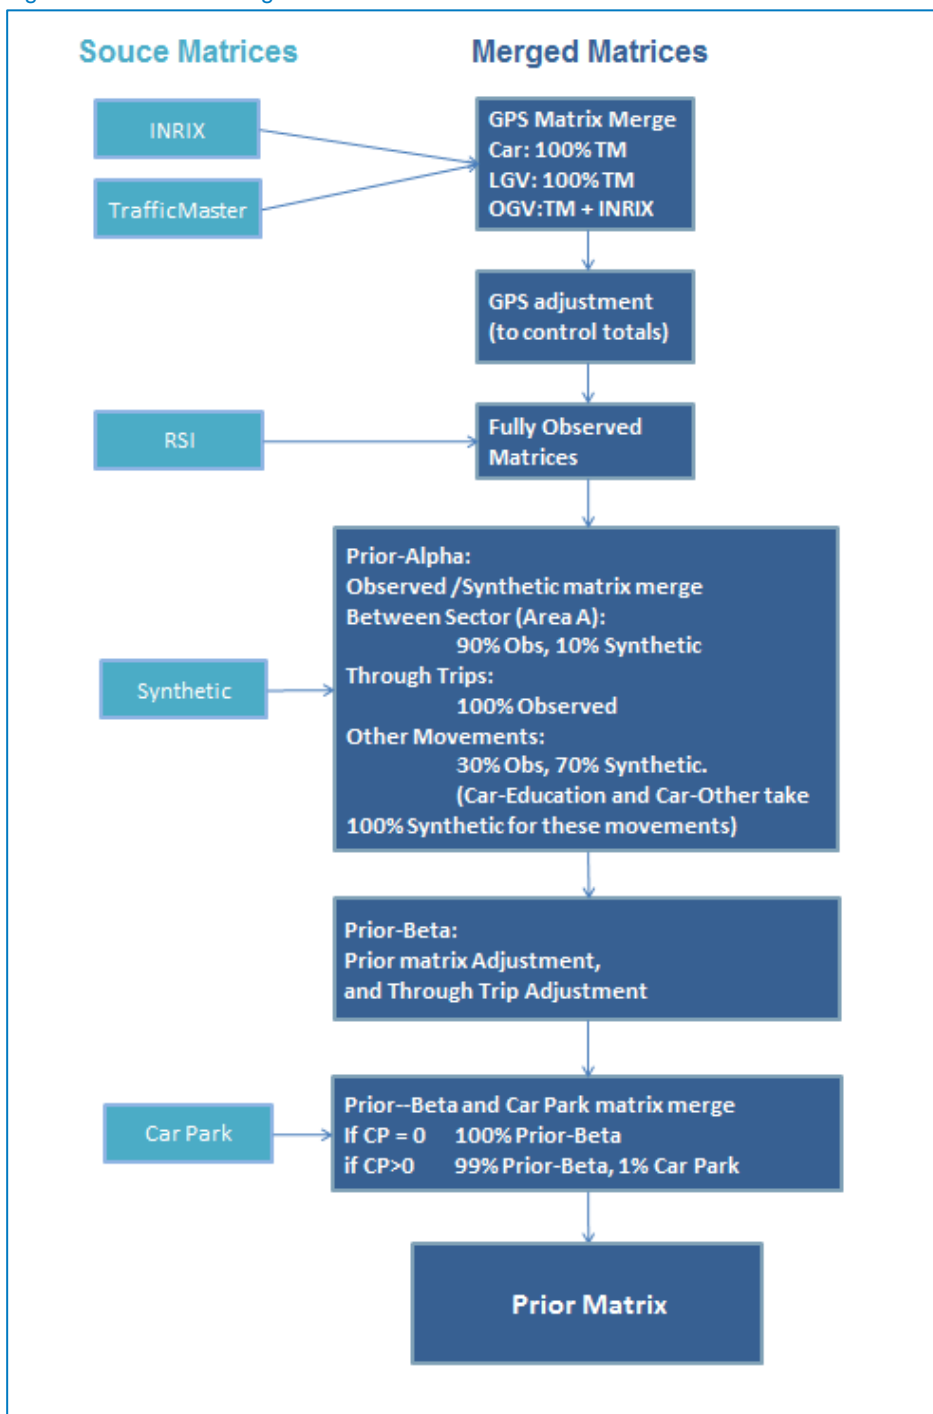 Souce Matrices
Merged Matrices
INRIX
TrafficMaster
GPS Matrix Merge
Car: 100% TM
LGV: 100% TM
OGV:TM + INRIX
GPS adjustment
(to control totals)
RSI
Fully Observed
Matrices
Synthetic
Prior-Alpha:
Observed /Synthetic matrix merge
Between Sector (Area A):
90% Obs, 10% Synthetic
Through Trips:
100% Observed
Other Movements:
30% Obs, 70% Synthetic.
(Car-Education and Car-Other take
100% Synthetic for these movements)
Prior-Beta:
Prior matrix Adjustment,
and Through Trip Adjustment
Car Park
Prior--Beta and Car Park matrix merge
If CP = 0 100% Prior-Beta
if CP>0 99% Prior-Beta, 1% Car Park
Prior Matrix